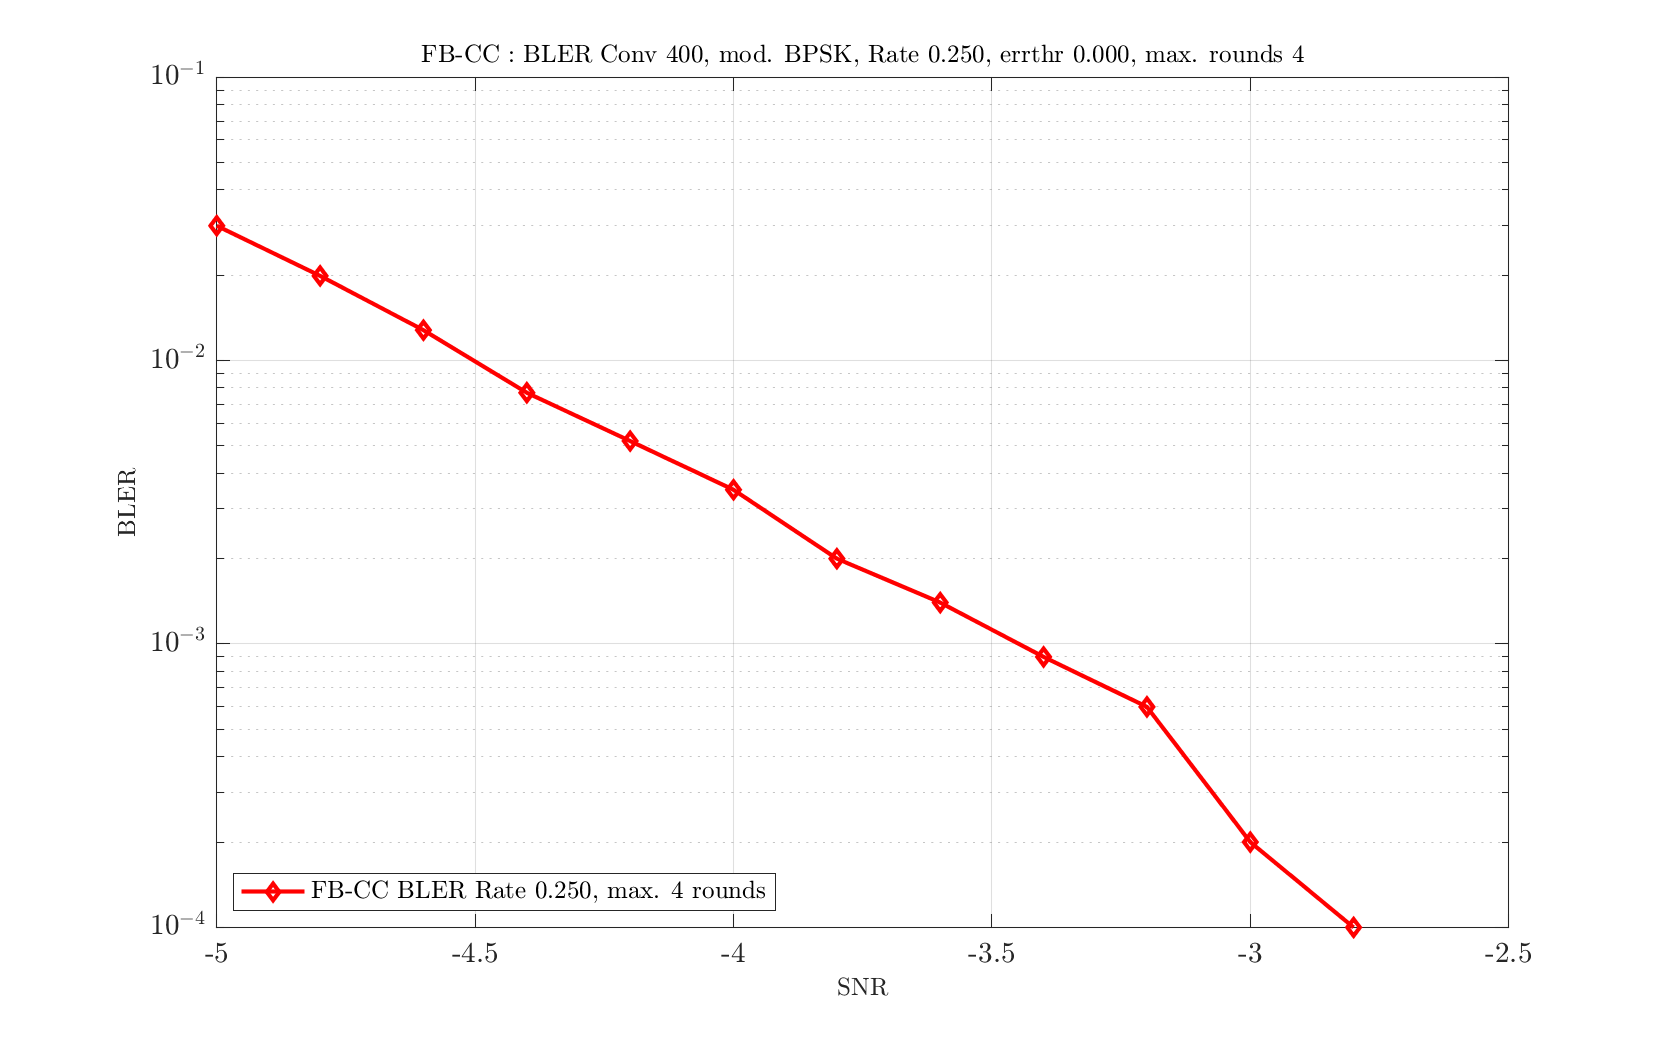 FB-CC : BLER Conv 400, mod. BPSK, Rate 0.250, errthr 0.000, max. rounds 4
10⁻¹
10⁻²
10⁻³
10⁻⁴
BLER
FB-CC BLER Rate 0.250, max. 4 rounds
-5 -4.5 -4 -3.5 -3 -2.5
SNR